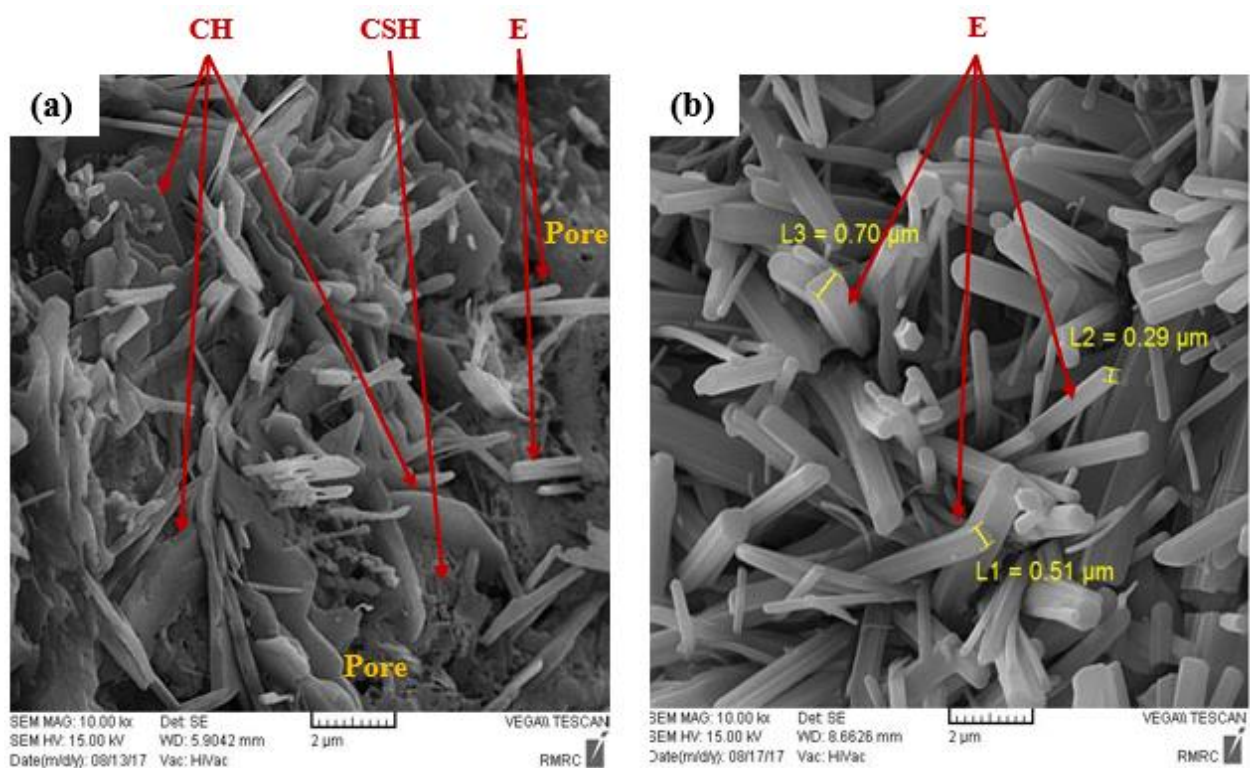 CH CSH E
(a)
Pore
Pore
SEM MAG: 10.00 kx Det: SE
SEM HV: 15.00 kV WD: 5.9042 mm 2 µm VEGA\\ TESCAN
Date(m/d/y): 08/13/17 Vac: HiVac RMRC
E
(b)
L3 = 0.70 µm
L2 = 0.29 µm
L1 = 0.51 µm
SEM MAG: 10.00 kx Det: SE
SEM HV: 15.00 kV WD: 8.6626 mm 2 µm VEGA\\ TESCAN
Date(m/d/y): 08/17/17 Vac: HiVac RMRC